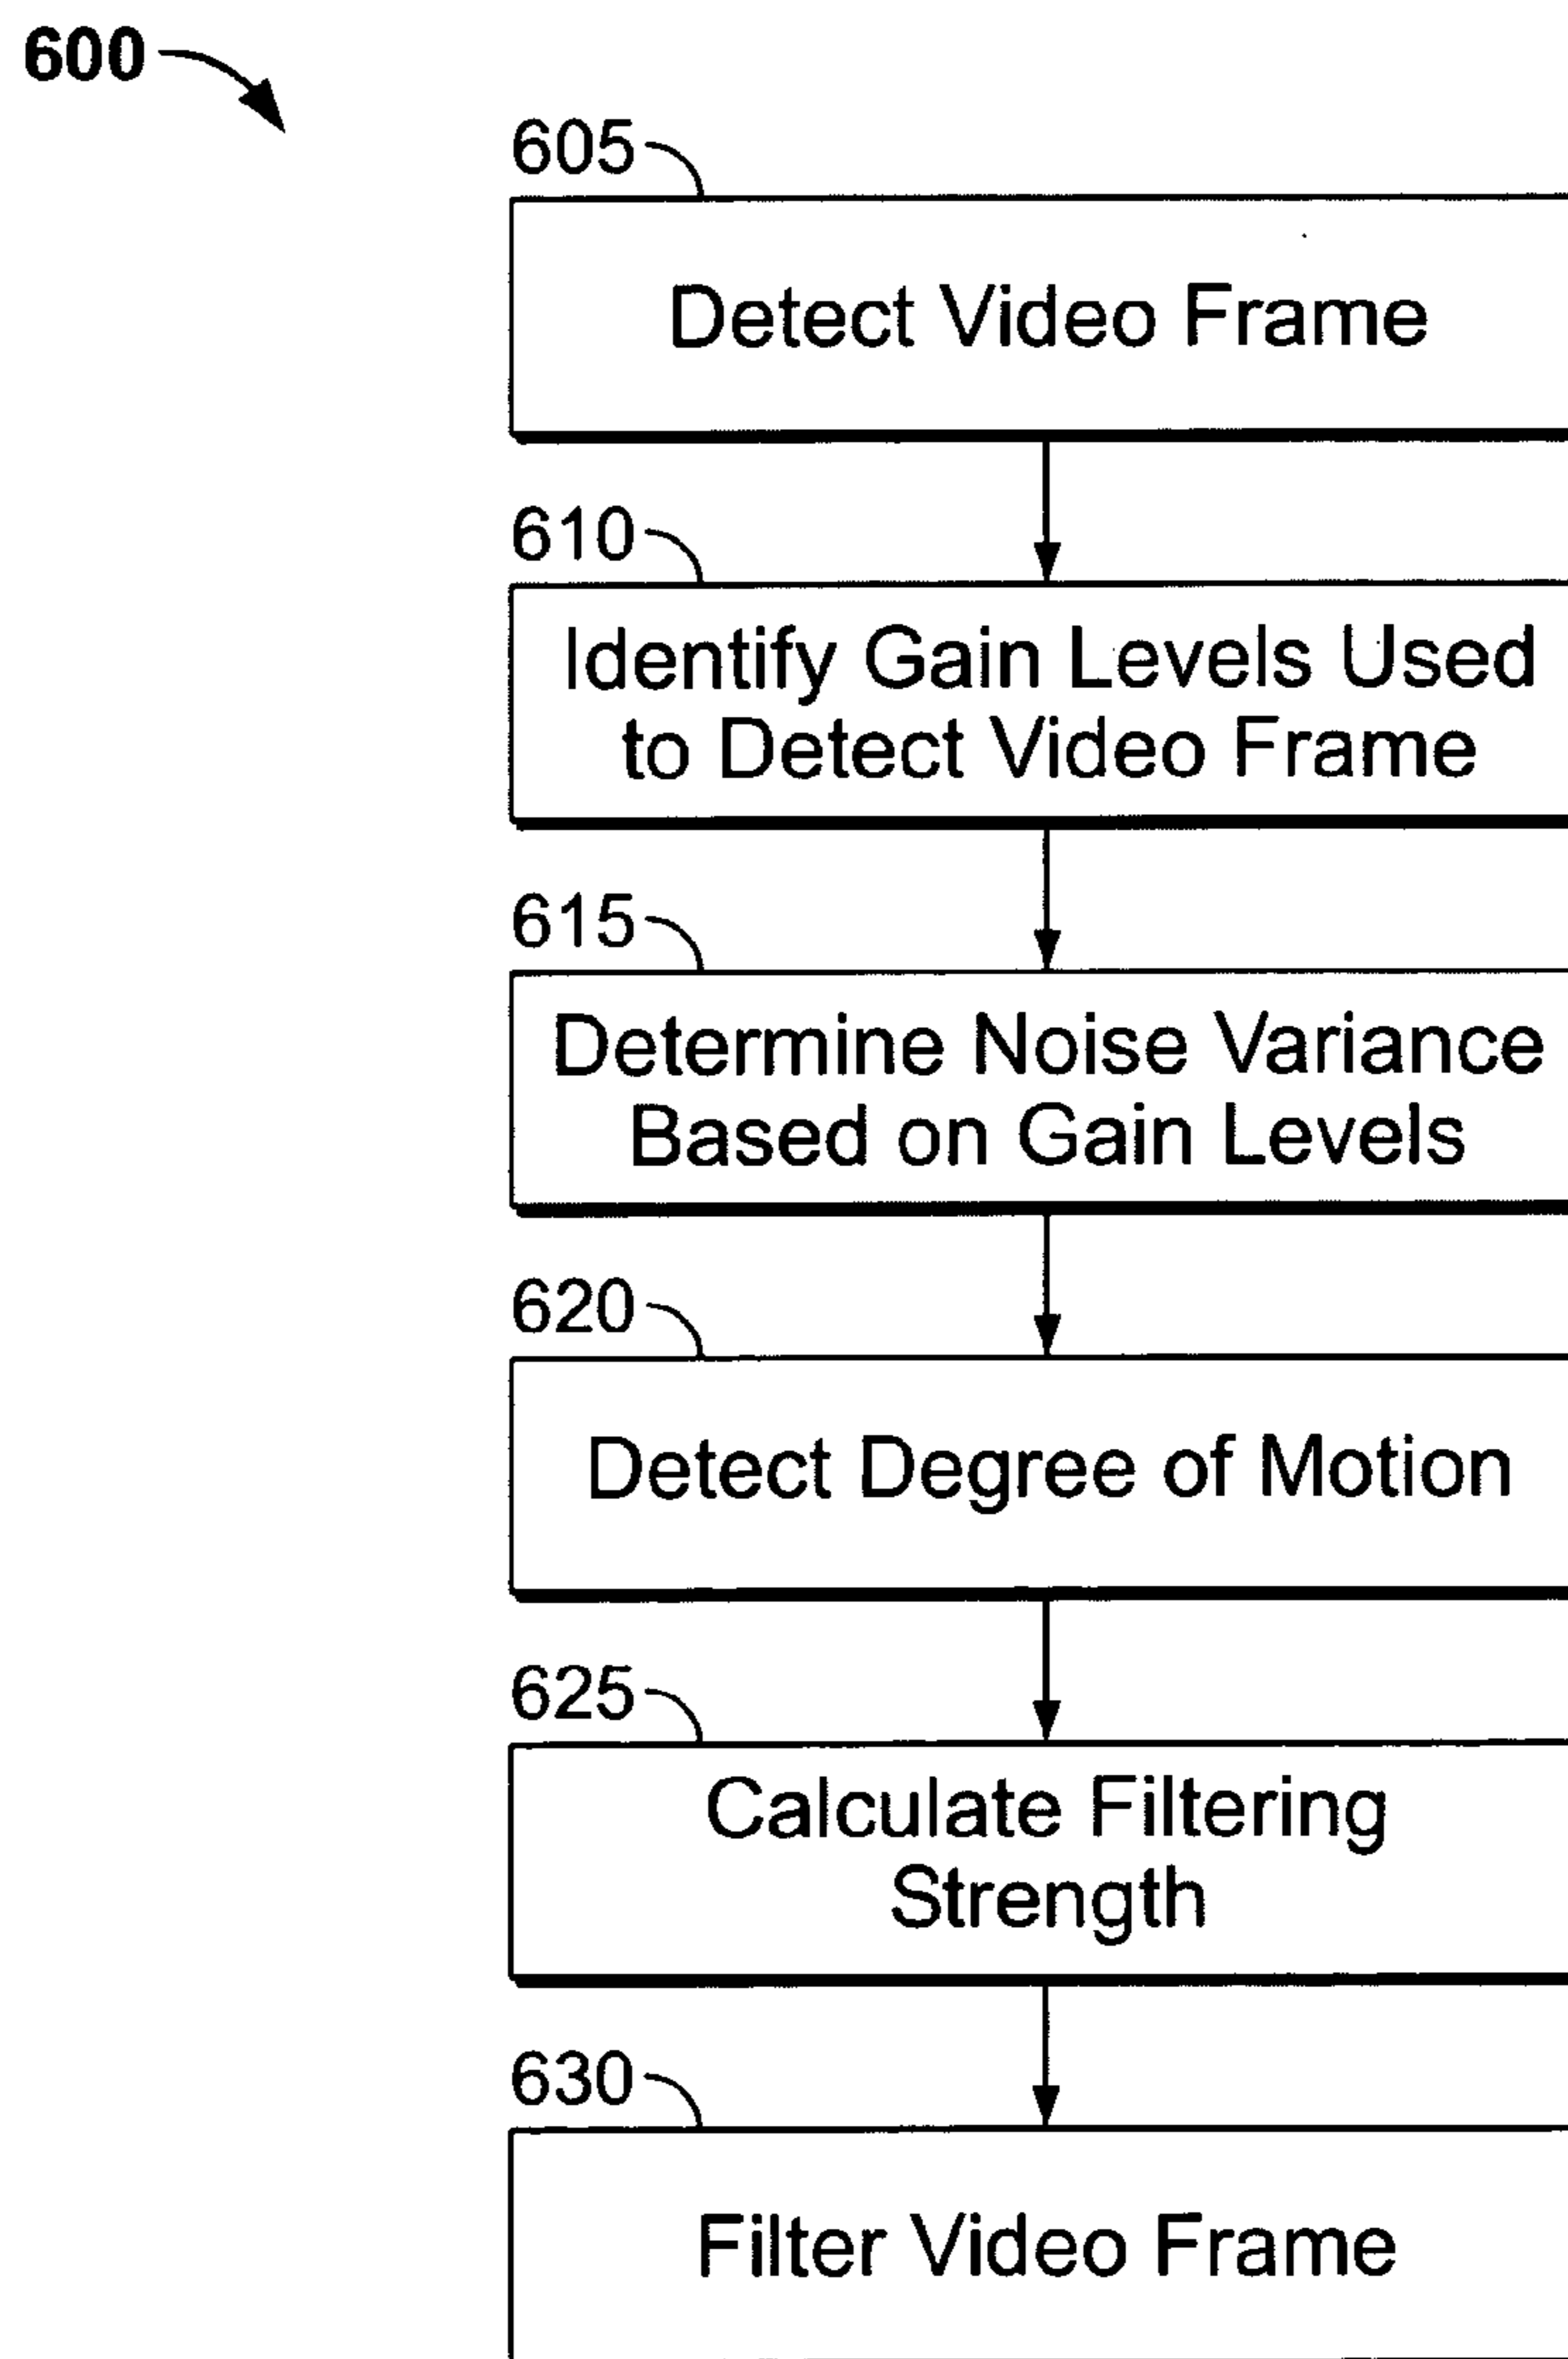 600
605
Detect Video Frame
610
Identify Gain Levels Used
to Detect Video Frame
615
Determine Noise Variance
Based on Gain Levels
620
Detect Degree of Motion
625
Calculate Filtering
Strength
630
Filter Video Frame